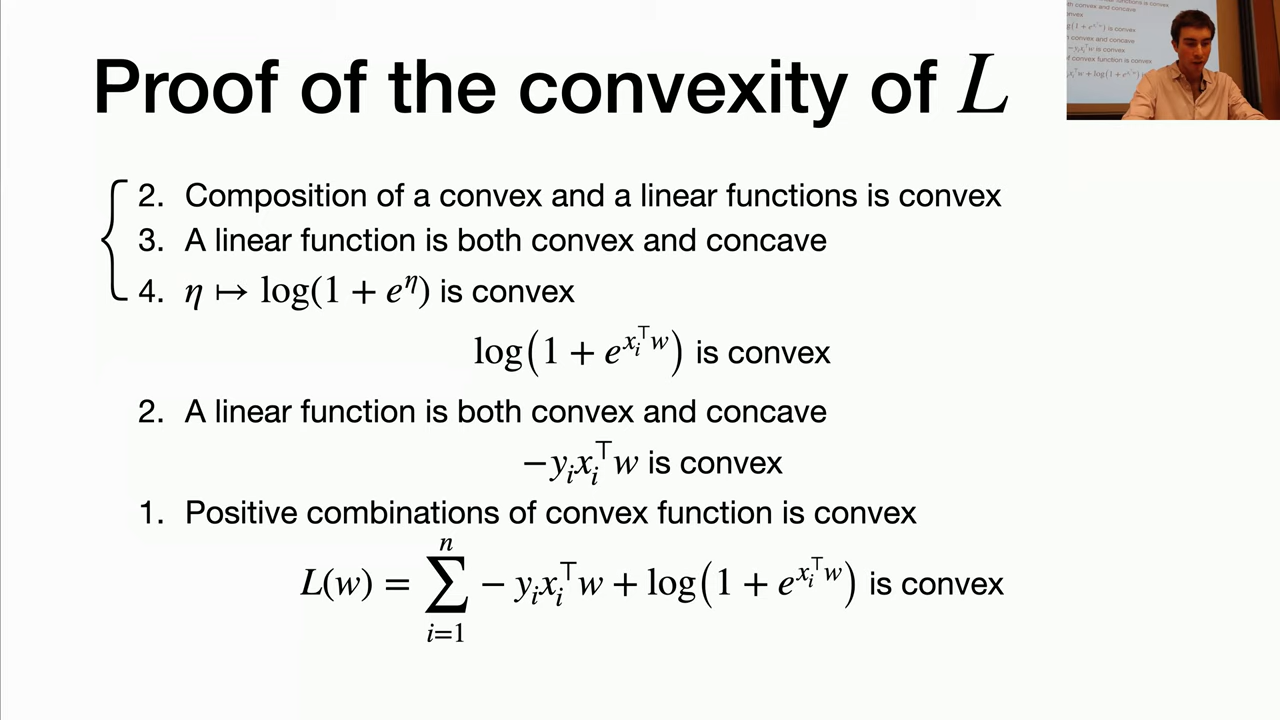 Proof of the convexity of L
2. Composition of a convex and a linear functions is convex
3. A linear function is both convex and concave
4. η ↦ log(1 + e^η) is convex
log(1 + e^{x_i^⊤ w}) is convex
2. A linear function is both convex and concave
−y_i x_i^⊤ w is convex
1. Positive combinations of convex function is convex
L(w) = ∑_{i=1}^{n} − y_i x_i^⊤ w + log(1 + e^{x_i^⊤ w}) is convex